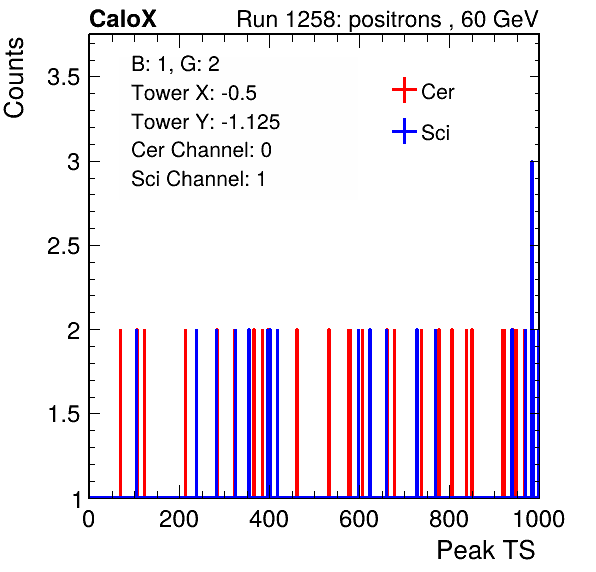 CaloX Run 1258: positrons , 60 GeV
Counts
B: 1, G: 2
Tower X: -0.5
Tower Y: -1.125
Cer Channel: 0
Sci Channel: 1
Cer
Sci
3.5
3
2.5
2
1.5
1
0 200 400 600 800 1000
Peak TS